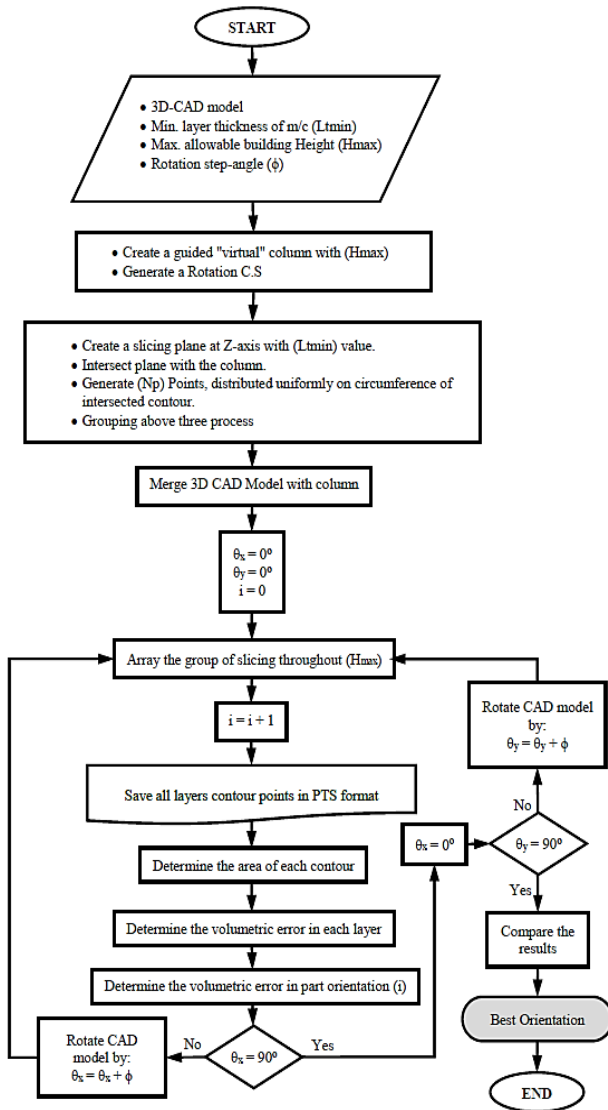 START
• 3D-CAD model
• Min. layer thickness of m/c (Ltmin)
• Max. allowable building Height (Hmax)
• Rotation step-angle (ϕ)
• Create a guided "virtual" column with (Hmax)
• Generate a Rotation C.S
• Create a slicing plane at Z-axis with (Ltmin) value.
• Intersect plane with the column.
• Generate (Np) Points, distributed uniformly on circumference of
intersected contour.
• Grouping above three process
Merge 3D CAD Model with column
θx = 0º
θy = 0º
i = 0
Array the group of slicing throughout (Hmax)
i = i + 1
Save all layers contour points in PTS format
Determine the area of each contour
Determine the volumetric error in each layer
Determine the volumetric error in part orientation (i)
θx = 90º
No
Rotate CAD
model by:
θx = θx + ϕ
Yes
θx = 0º
θy = 90º
No
Rotate CAD model
by:
θy = θy + ϕ
Yes
Compare the
results
Best Orientation
END